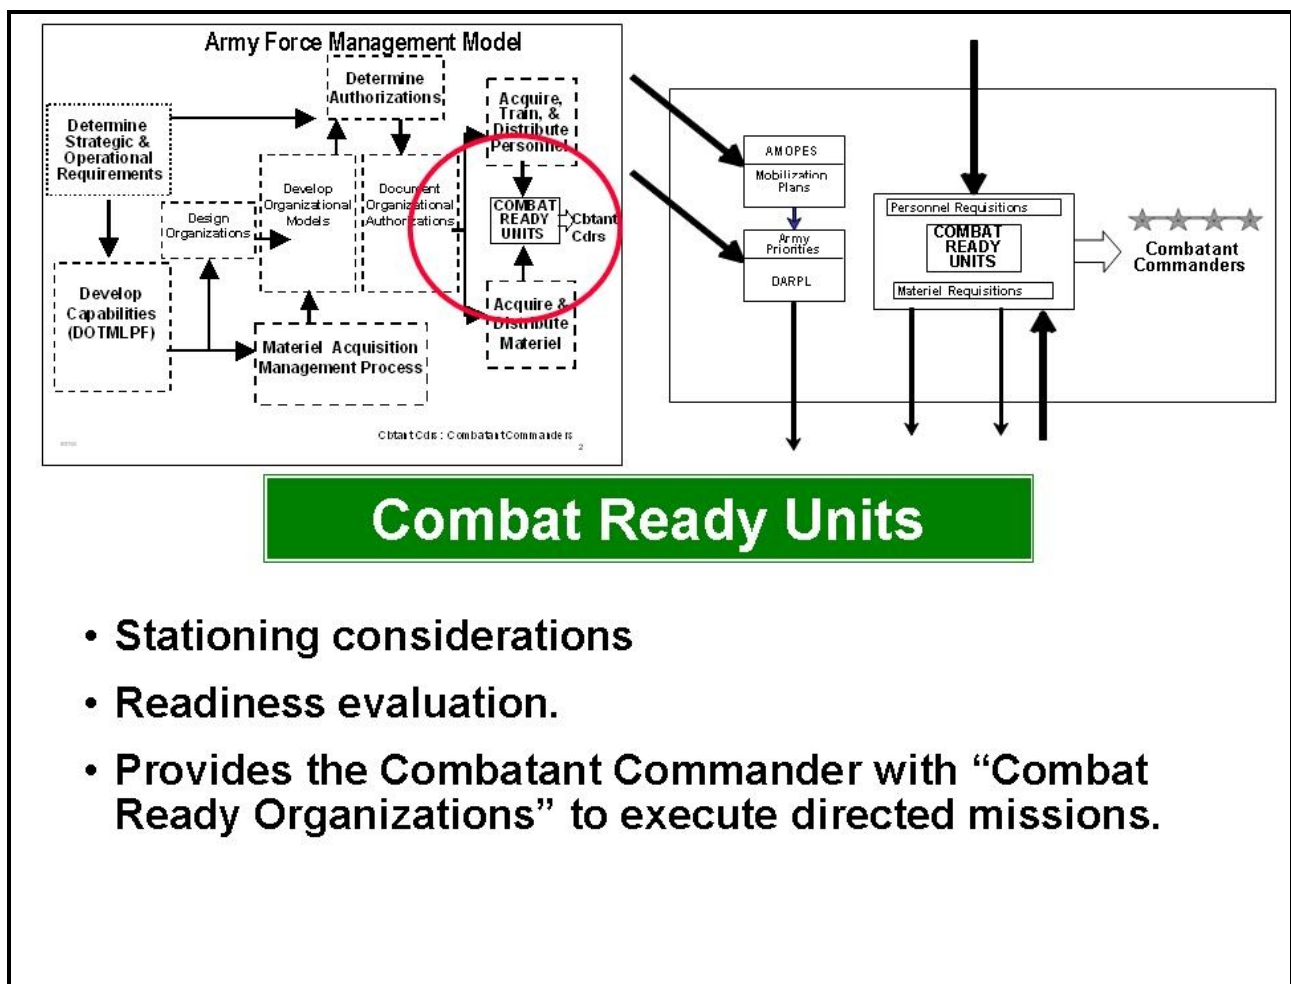 Army Force Management Model
Determine
Authorizations
Acquire,
Train, &
Distribute
Personnel
Determine
Strategic &
Operational
Requirements
Develop
Organizational
Models
Document
Organizational
Authorizations
Design
Organizations
COMBAT
READY
UNITS
Cbtant
Cdrs
Develop
Capabilities
(DOTMLPF)
Acquire &
Distribute
Materiel
Materiel Acquisition
Management Process
Cbtant Cdrs : Combatant Commanders
2
AMOPES
Mobilization
Plans
Army
Priorities
DARPL
Personnel Requisitions
COMBAT
READY
UNITS
Materiel Requisitions
Combatant
Commanders
Combat Ready Units
• Stationing considerations
• Readiness evaluation.
• Provides the Combatant Commander with “Combat
Ready Organizations” to execute directed missions.